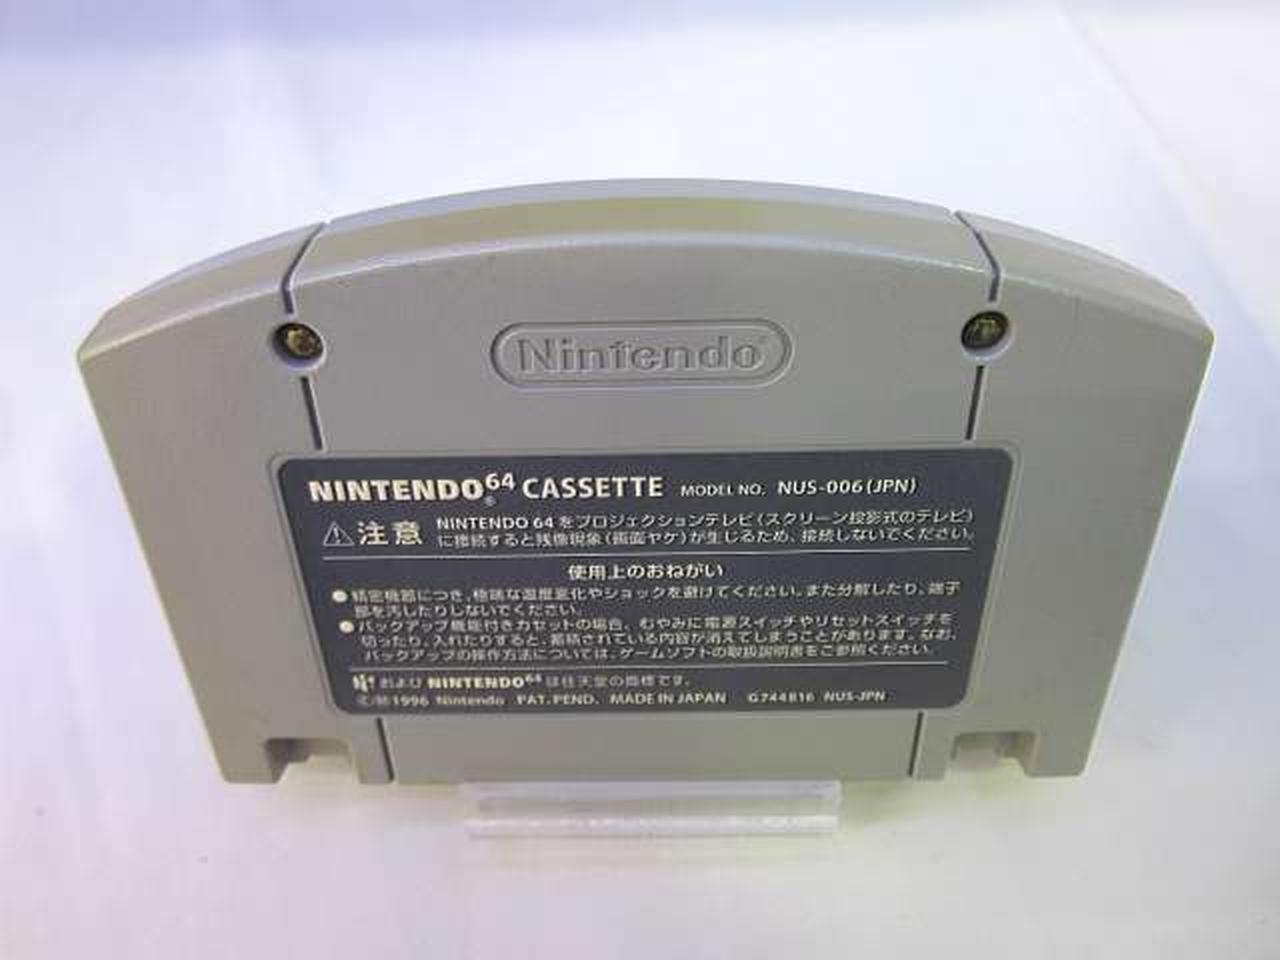 Nintendo
NINTENDO64 CASSETTE MODEL NO. NUS-006(JPN)
注意 NINTENDO 64 をプロジェクションテレビ(スクリーン投影式のテレビ)
に接続すると残像現象(画面ヤケ)が生じるため、接続しないでください。
使用上のおねがい
●精密機器につき、極端な温度変化やショックを避けてください。また分解したり、端子
部を汚したりしないでください。
●バックアップ機能付きカセットの場合、むやみに電源スイッチやリセットスイッチを
切ったり、入れたりすると、蓄積されている内容が消えてしまうことがあります。なお、
バックアップの操作方法については、ゲームソフトの取扱説明書をご参照ください。
および NINTENDO64 は任天堂の商標です。
1996 Nintendo PAT. PEND. MADE IN JAPAN G744816 NUS-JPN